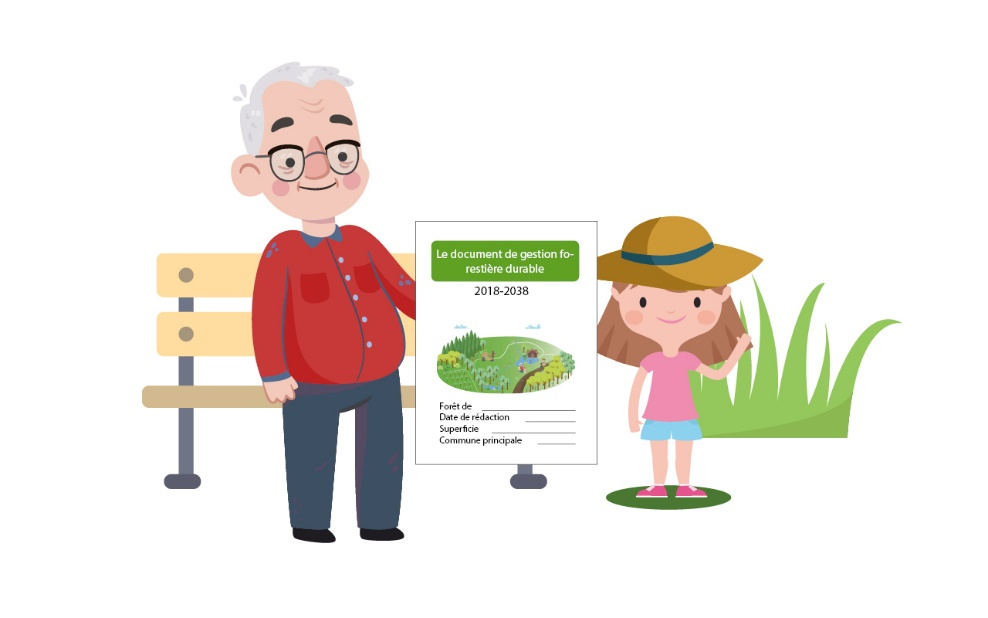 Le document de gestion fo-
restière durable
2018-2038
Forêt de
Date de rédaction
Superficie
Commune principale